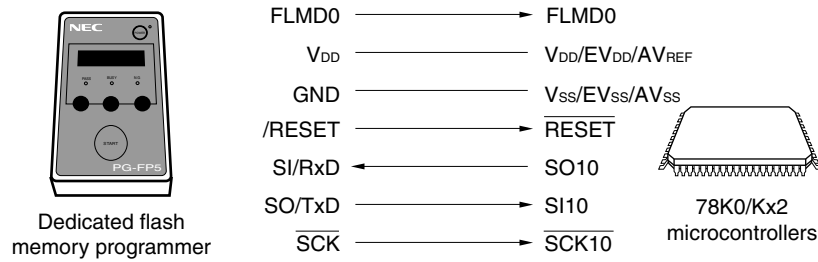 FLMD0 FLMD0
VDD VDD/EVDD/AVREF
GND VSS/EVSS/AVSS
/RESET RESET
SI/RxD SO10
SO/TxD SI10
SCK SCK10
NEC
PASS BUSY N/G
START
PG-FP5
Dedicated flash
memory programmer
78K0/Kx2
microcontrollers